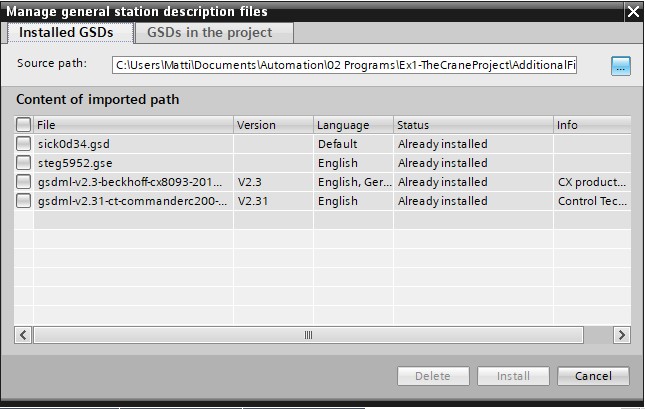 Manage general station description files
Installed GSDs GSDs in the project
Source path: C:\Users\Matti\Documents\Automation\02 Programs\Ex1-TheCraneProject\AdditionalFi ...
Content of imported path
File Version Language Status Info
sick0d34.gsd Default Already installed
steg5952.gse English Already installed
gsdml-v2.3-beckhoff-cx8093-201... V2.3 English, Ger... Already installed CX product...
gsdml-v2.31-ct-commanderc200-... V2.31 English Already installed Control Tec...
Delete Install Cancel